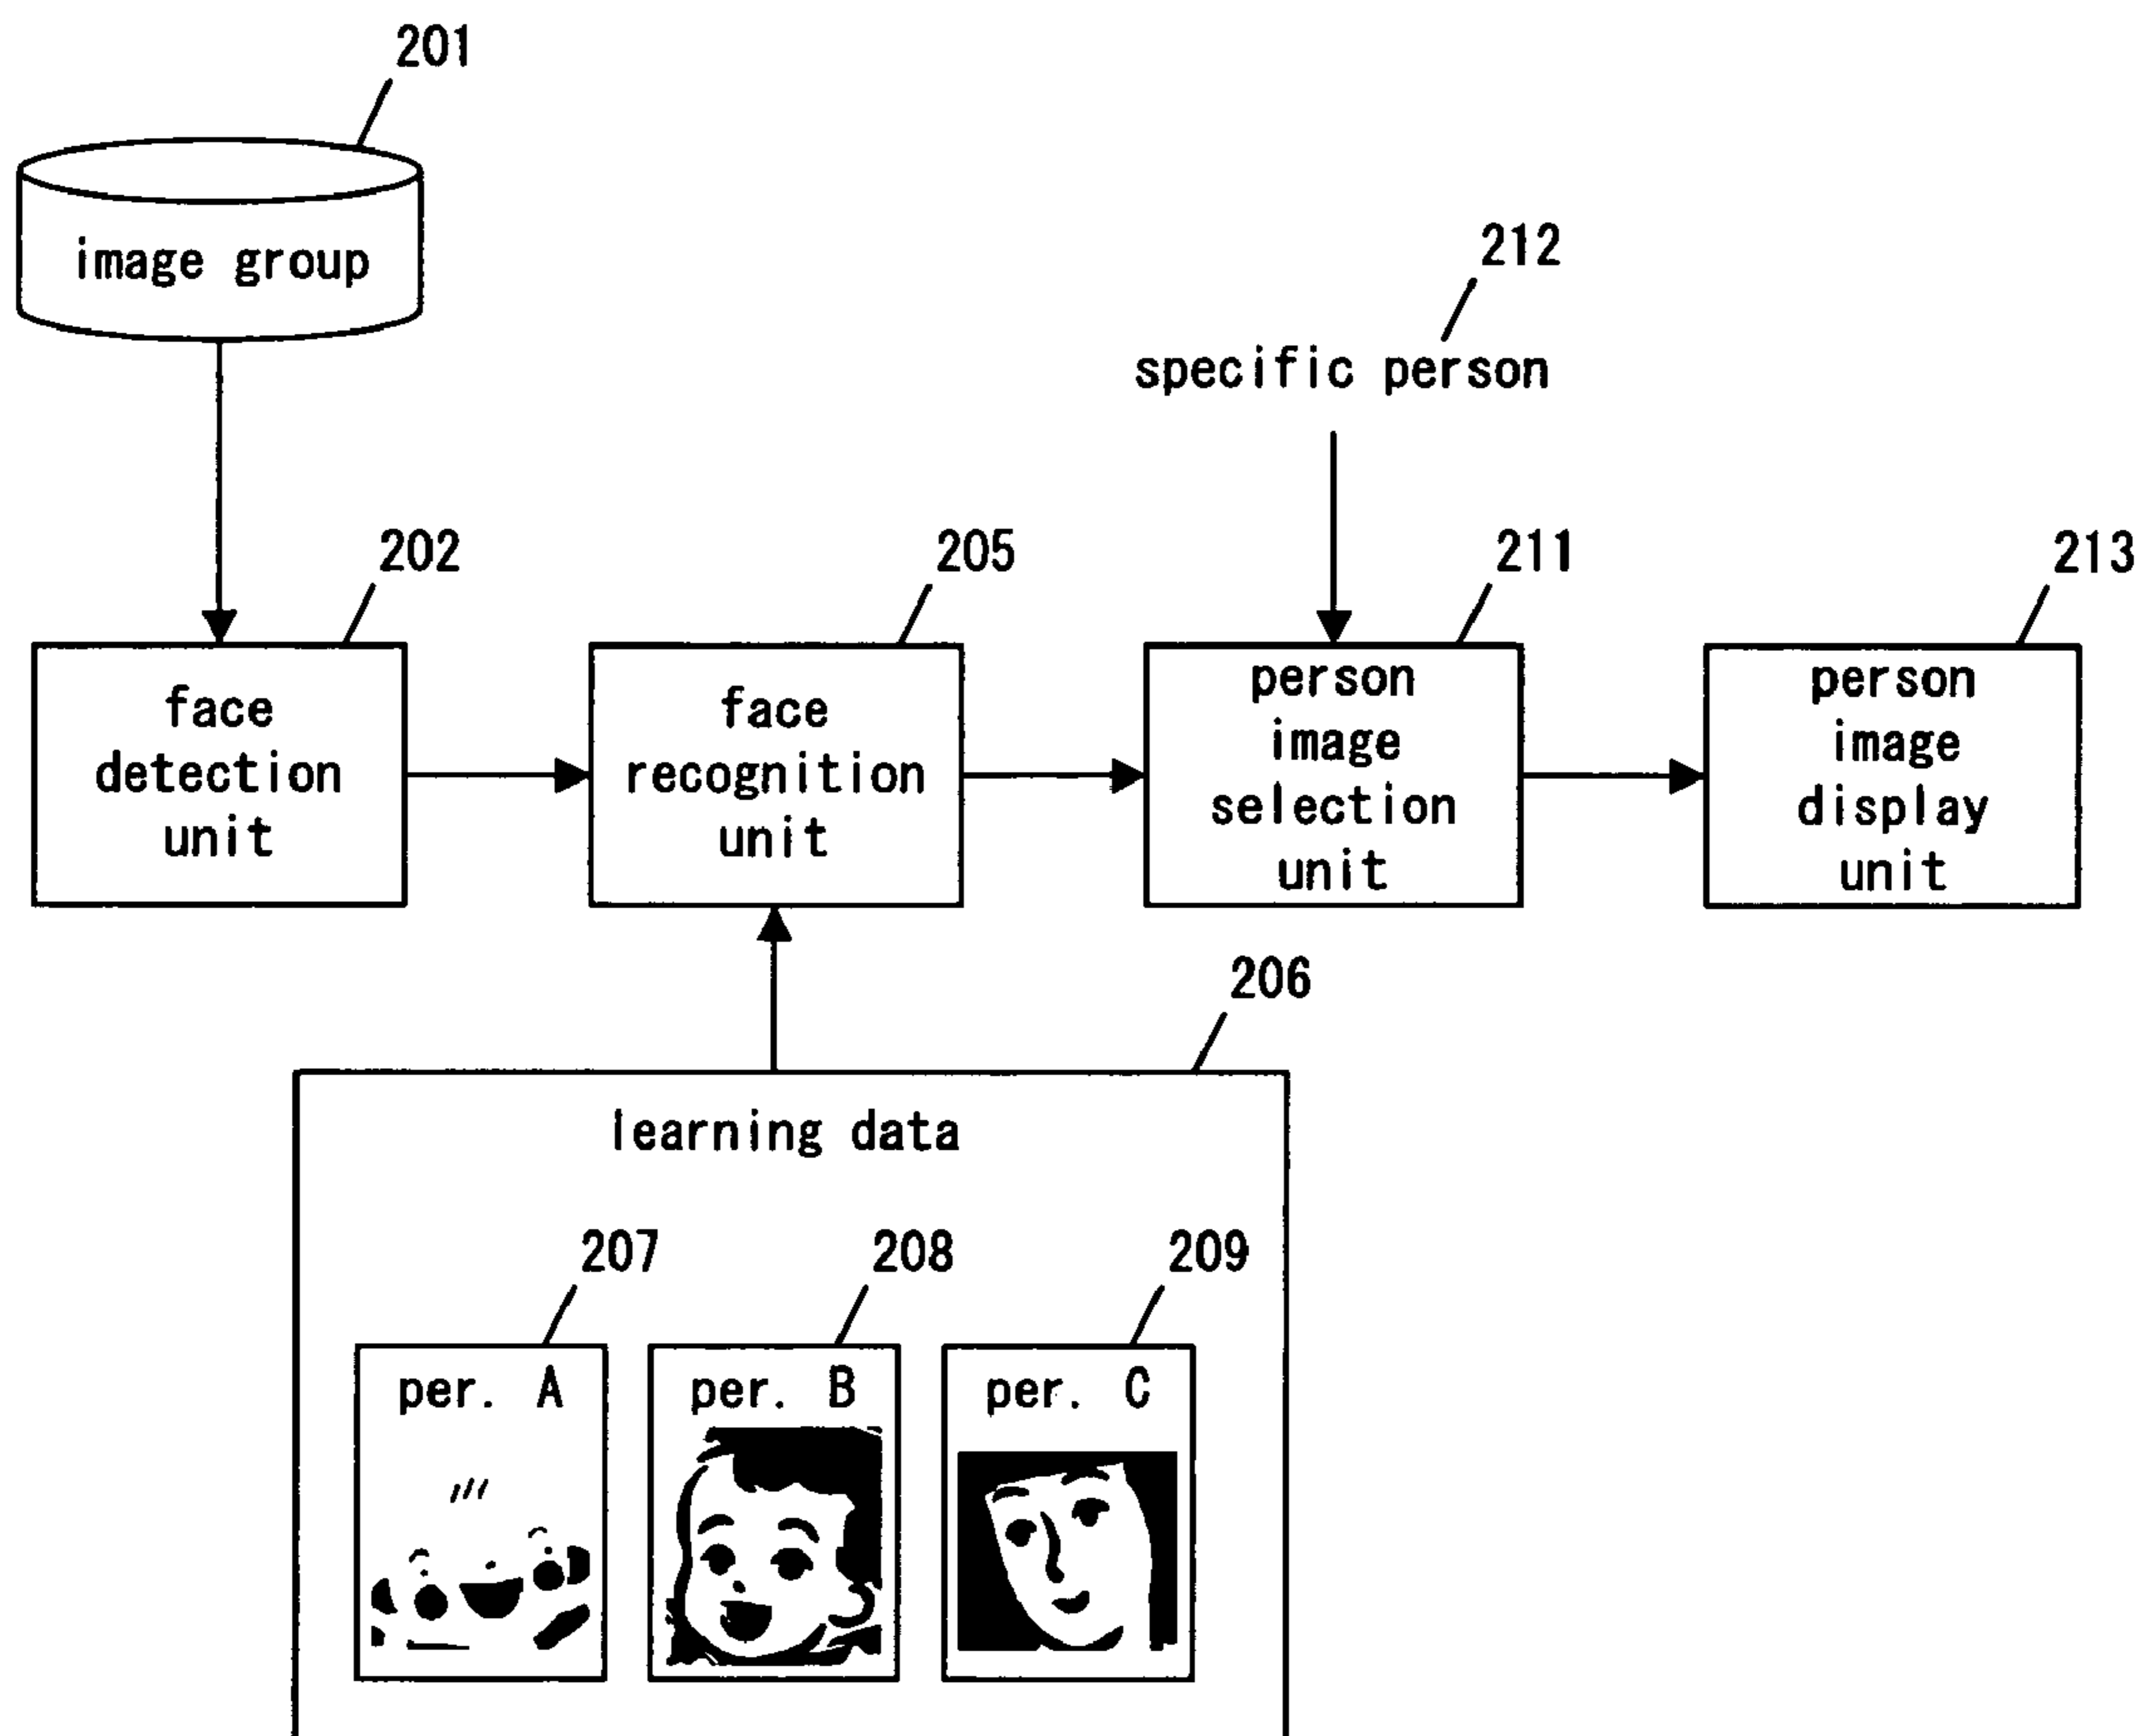 201
image group
212
specific person
202
205
211
213
face
detection
unit
face
recognition
unit
person
image
selection
unit
person
image
display
unit
206
learning data
207
208
209
per. A
per. B
per. C